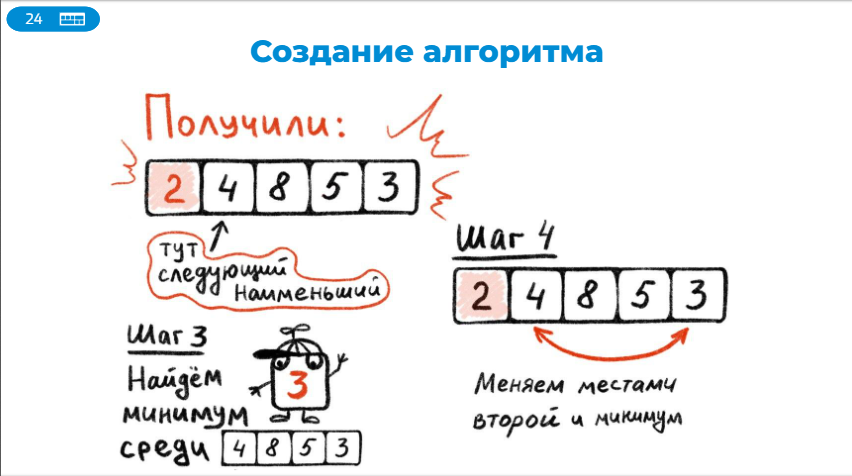 24
Создание алгоритма
Получили:
2 4 8 5 3
тут
следующий
наименьший
Шаг 3
Найдём
минимум
среди 4 8 5 3
3
Шаг 4
2 4 8 5 3
Меняем местами
второй и минимум